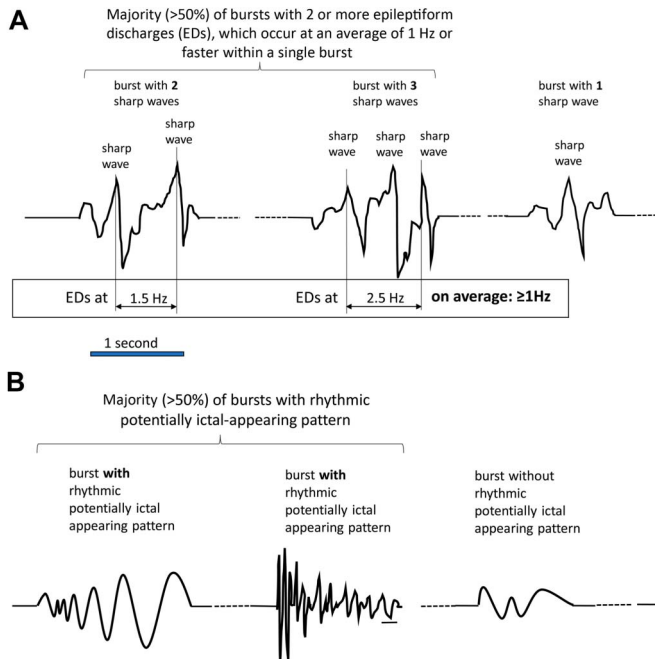 A
Majority (>50%) of bursts with 2 or more epileptiform
discharges (EDs), which occur at an average of 1 Hz or
faster within a single burst
burst with 2
sharp waves
burst with 3
sharp waves
burst with 1
sharp wave
sharp
wave
sharp
wave
sharp
wave
sharp
wave
sharp
wave
sharp
wave
EDs at
1.5 Hz
EDs at
2.5 Hz
on average: ≥1Hz
1 second
B
Majority (>50%) of bursts with rhythmic
potentially ictal-appearing pattern
burst with
rhythmic
potentially ictal
appearing pattern
burst with
rhythmic
potentially ictal
appearing pattern
burst without
rhythmic
potentially ictal
appearing pattern